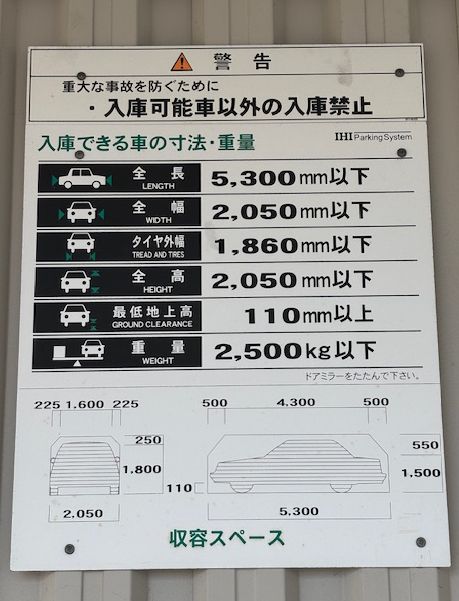 ⚠ 警告
重大な事故を防ぐために
・入庫可能車以外の入庫禁止
入庫できる車の寸法・重量 IHI Parking System
全長 LENGTH 5,300mm以下
全幅 WIDTH 2,050mm以下
タイヤ外幅 TREAD AND TIRES 1,860mm以下
全高 HEIGHT 2,050mm以下
最低地上高 GROUND CLEARANCE 110mm以上
重量 WEIGHT 2,500kg以下
ドアミラーをたたんで下さい。
225 1.600 225 500 4.300 500
250 550
1.800 1,500
110
2.050 5.300
収容スペース